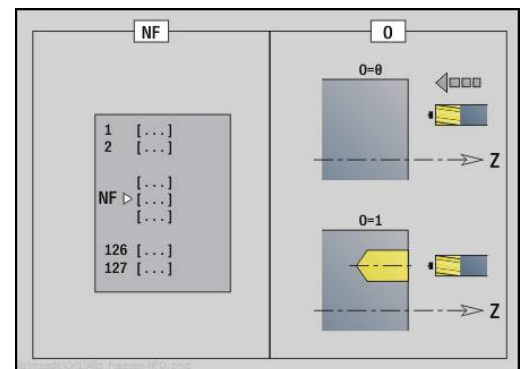 NF
O
1 [...]
2 [...]
[...]
NF [...]
[...]
126 [...]
127 [...]
O=0
Z
O=1
Z